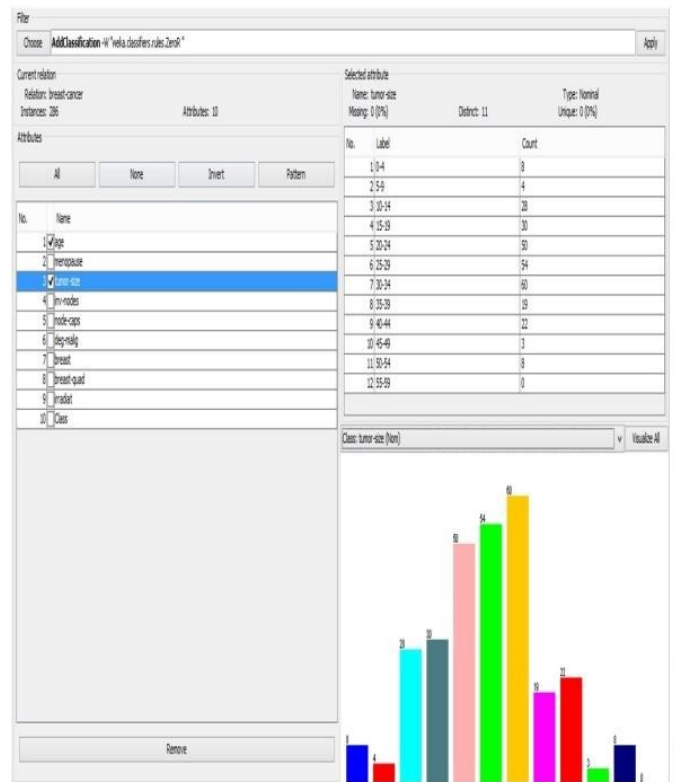 Filter
Choose AddClassification -W "weka.classifiers.rules.ZeroR" Apply
Current relation
Relation: breast-cancer
Instances: 286 Attributes: 10
Attributes
All None Invert Pattern
No. Name
1 age
2 menopause
3 tumor-size
4 inv-nodes
5 node-caps
6 deg-malig
7 breast
8 breast-quad
9 irradiat
10 Class
Remove
Selected attribute
Name: tumor-size Type: Nominal
Missing: 0 (0%) Distinct: 11 Unique: 0 (0%)
No. Label Count
1 0-4 8
2 5-9 4
3 10-14 28
4 15-19 30
5 20-24 50
6 25-29 54
7 30-34 60
8 35-39 19
9 40-44 22
10 45-49 3
11 50-54 8
12 55-59 0
Class: tumor-size (Nom) v Visualize All
8 4 28 30 50 54 60 19 22 3 8 0